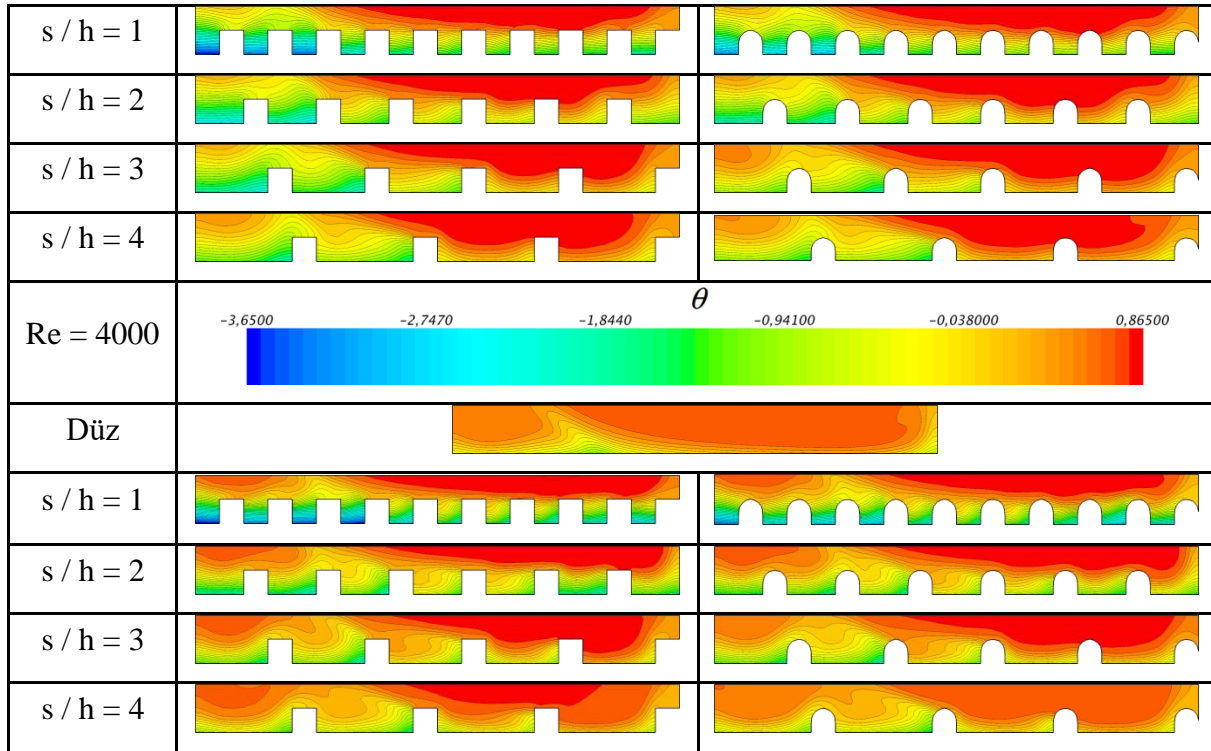 s / h = 1
s / h = 2
s / h = 3
s / h = 4
Re = 4000
θ
-3,6500 -2,7470 -1,8440 -0,94100 -0,038000 0,86500
Düz
s / h = 1
s / h = 2
s / h = 3
s / h = 4